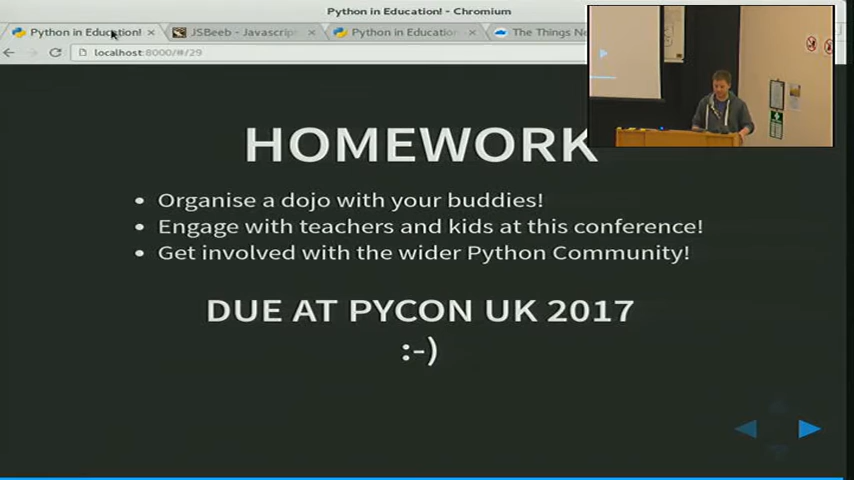 Python in Education! - Chromium
Python in Education!
JSBeeb - Javascrip
Python in Education
The Things Ne
localhost:8000/#/29
HOMEWORK
Organise a dojo with your buddies!
Engage with teachers and kids at this conference!
Get involved with the wider Python Community!
DUE AT PYCON UK 2017
:-)